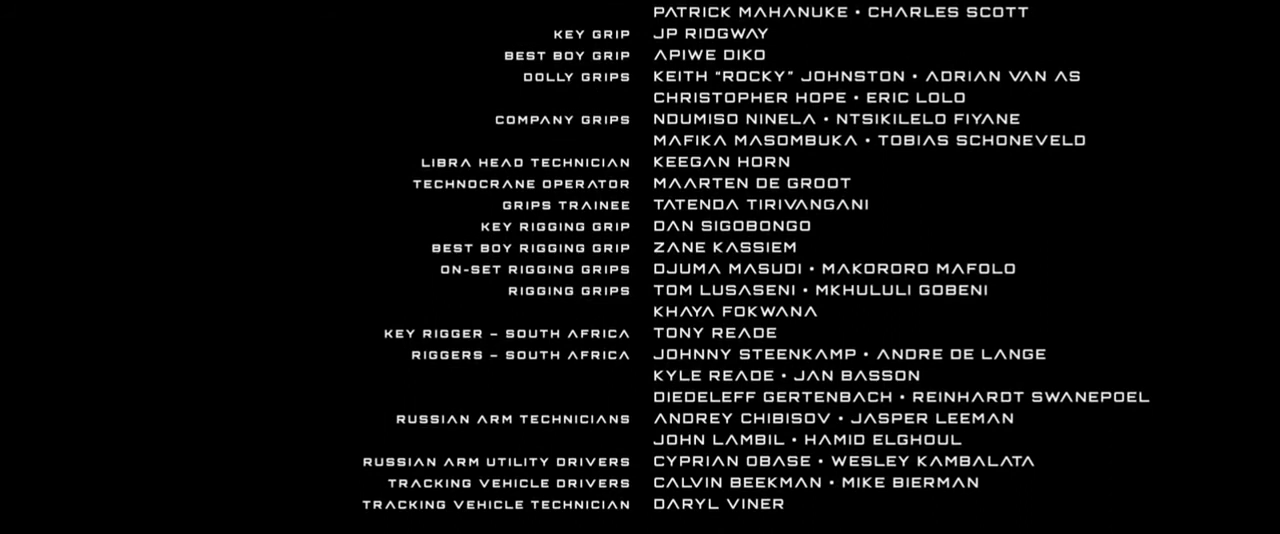 PATRICK MAHANUKE • CHARLES SCOTT
KEY GRIP JP RIDGWAY
BEST BOY GRIP APIWE DIKO
DOLLY GRIPS KEITH "ROCKY" JOHNSTON • ADRIAN VAN AS
CHRISTOPHER HOPE • ERIC LOLO
COMPANY GRIPS NDUMISO NINELA • NTSIKILELO FIYANE
MAFIKA MASOMBUKA • TOBIAS SCHONEVELD
LIBRA HEAD TECHNICIAN KEEGAN HORN
TECHNOCRANE OPERATOR MAARTEN DE GROOT
GRIPS TRAINEE TATENDA TIRIVANGANI
KEY RIGGING GRIP DAN SIGOBONGO
BEST BOY RIGGING GRIP ZANE KASSIEM
ON-SET RIGGING GRIPS DJUMA MASUDI • MAKORORO MAFOLO
RIGGING GRIPS TOM LUSASENI • MKHULULI GOBENI
KHAYA FOKWANA
KEY RIGGER – SOUTH AFRICA TONY READE
RIGGERS – SOUTH AFRICA JOHNNY STEENKAMP • ANDRE DE LANGE
KYLE READE • JAN BASSON
DIEDELEFF GERTENBACH • REINHARDT SWANEPOEL
RUSSIAN ARM TECHNICIANS ANDREY CHIBISOV • JASPER LEEMAN
JOHN LAMBIL • HAMID ELGHOUL
RUSSIAN ARM UTILITY DRIVERS CYPRIAN OBASE • WESLEY KAMBALATA
TRACKING VEHICLE DRIVERS CALVIN BEEKMAN • MIKE BIERMAN
TRACKING VEHICLE TECHNICIAN DARYL VINER